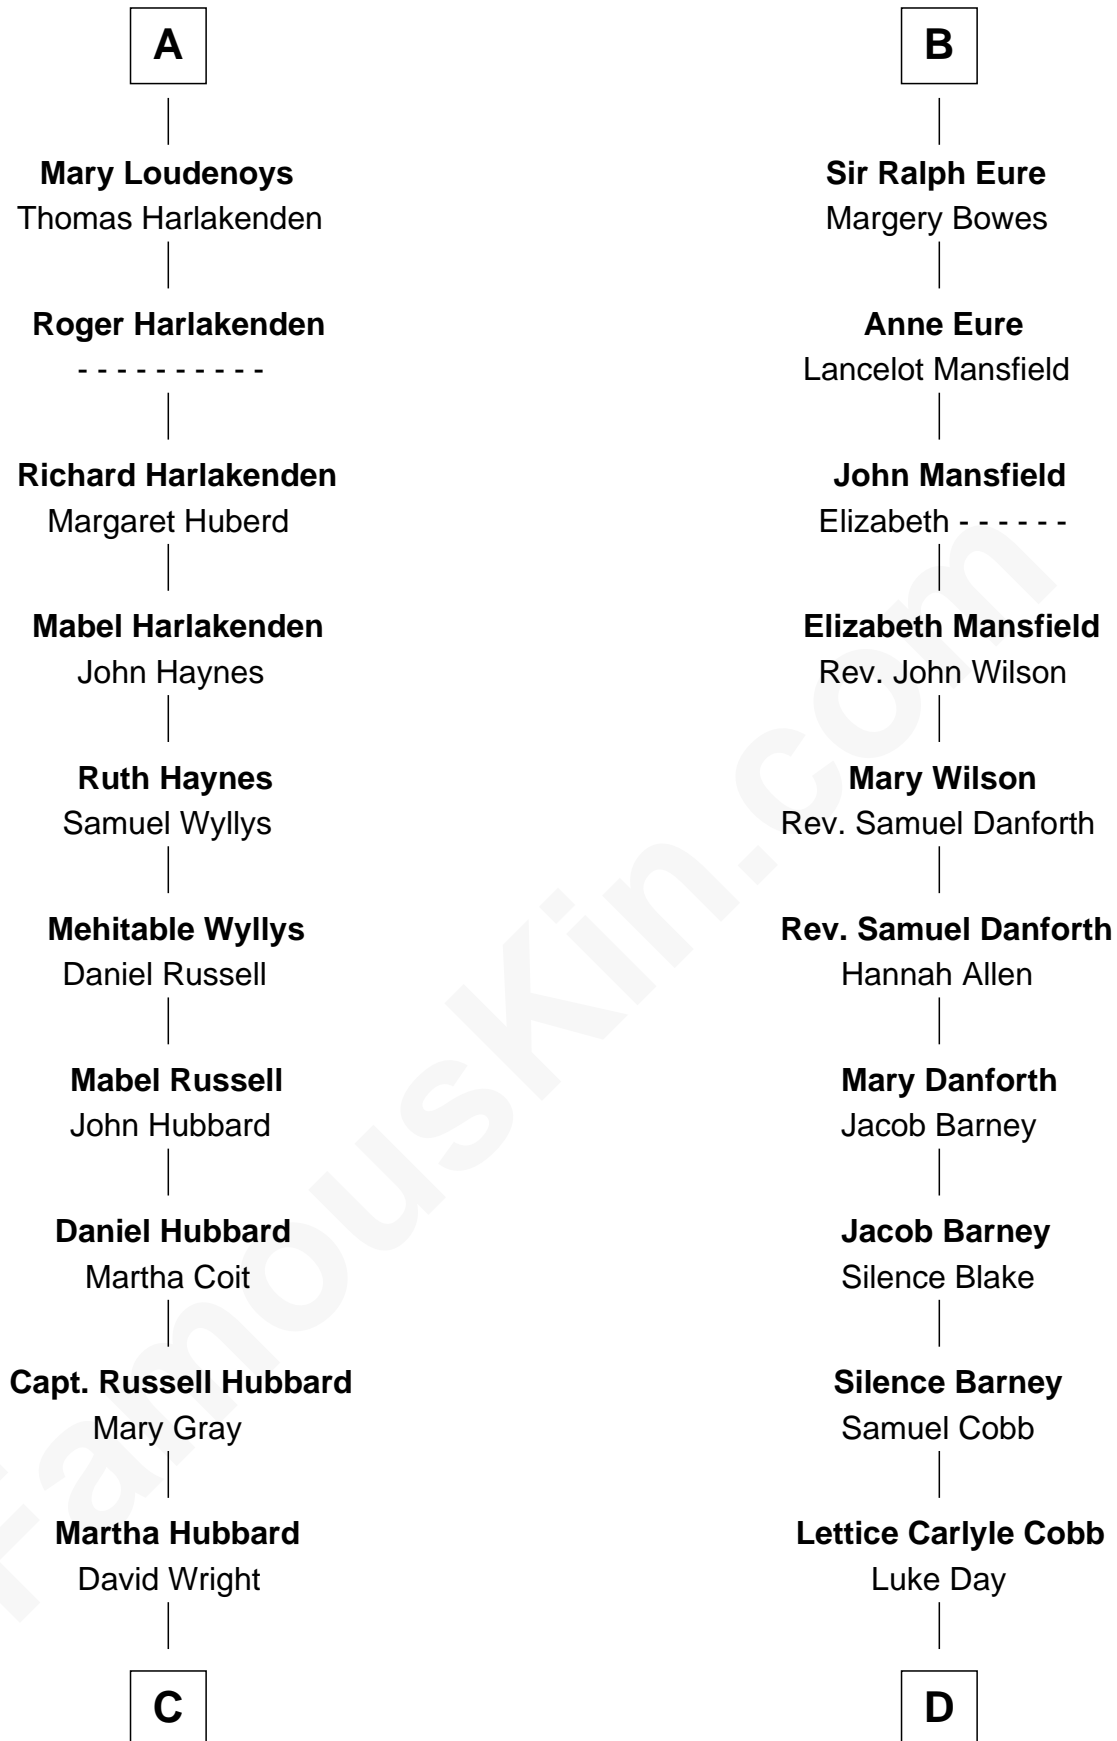 A
Mary Loudenoys
Thomas Harlakenden
Roger Harlakenden
- - - - - - - - - -
Richard Harlakenden
Margaret Huberd
Mabel Harlakenden
John Haynes
Ruth Haynes
Samuel Wyllys
Mehitable Wyllys
Daniel Russell
Mabel Russell
John Hubbard
Daniel Hubbard
Martha Coit
Capt. Russell Hubbard
Mary Gray
Martha Hubbard
David Wright
C
B
Sir Ralph Eure
Margery Bowes
Anne Eure
Lancelot Mansfield
John Mansfield
Elizabeth - - - - - -
Elizabeth Mansfield
Rev. John Wilson
Mary Wilson
Rev. Samuel Danforth
Rev. Samuel Danforth
Hannah Allen
Mary Danforth
Jacob Barney
Jacob Barney
Silence Blake
Silence Barney
Samuel Cobb
Lettice Carlyle Cobb
Luke Day
D
FamousKin.com